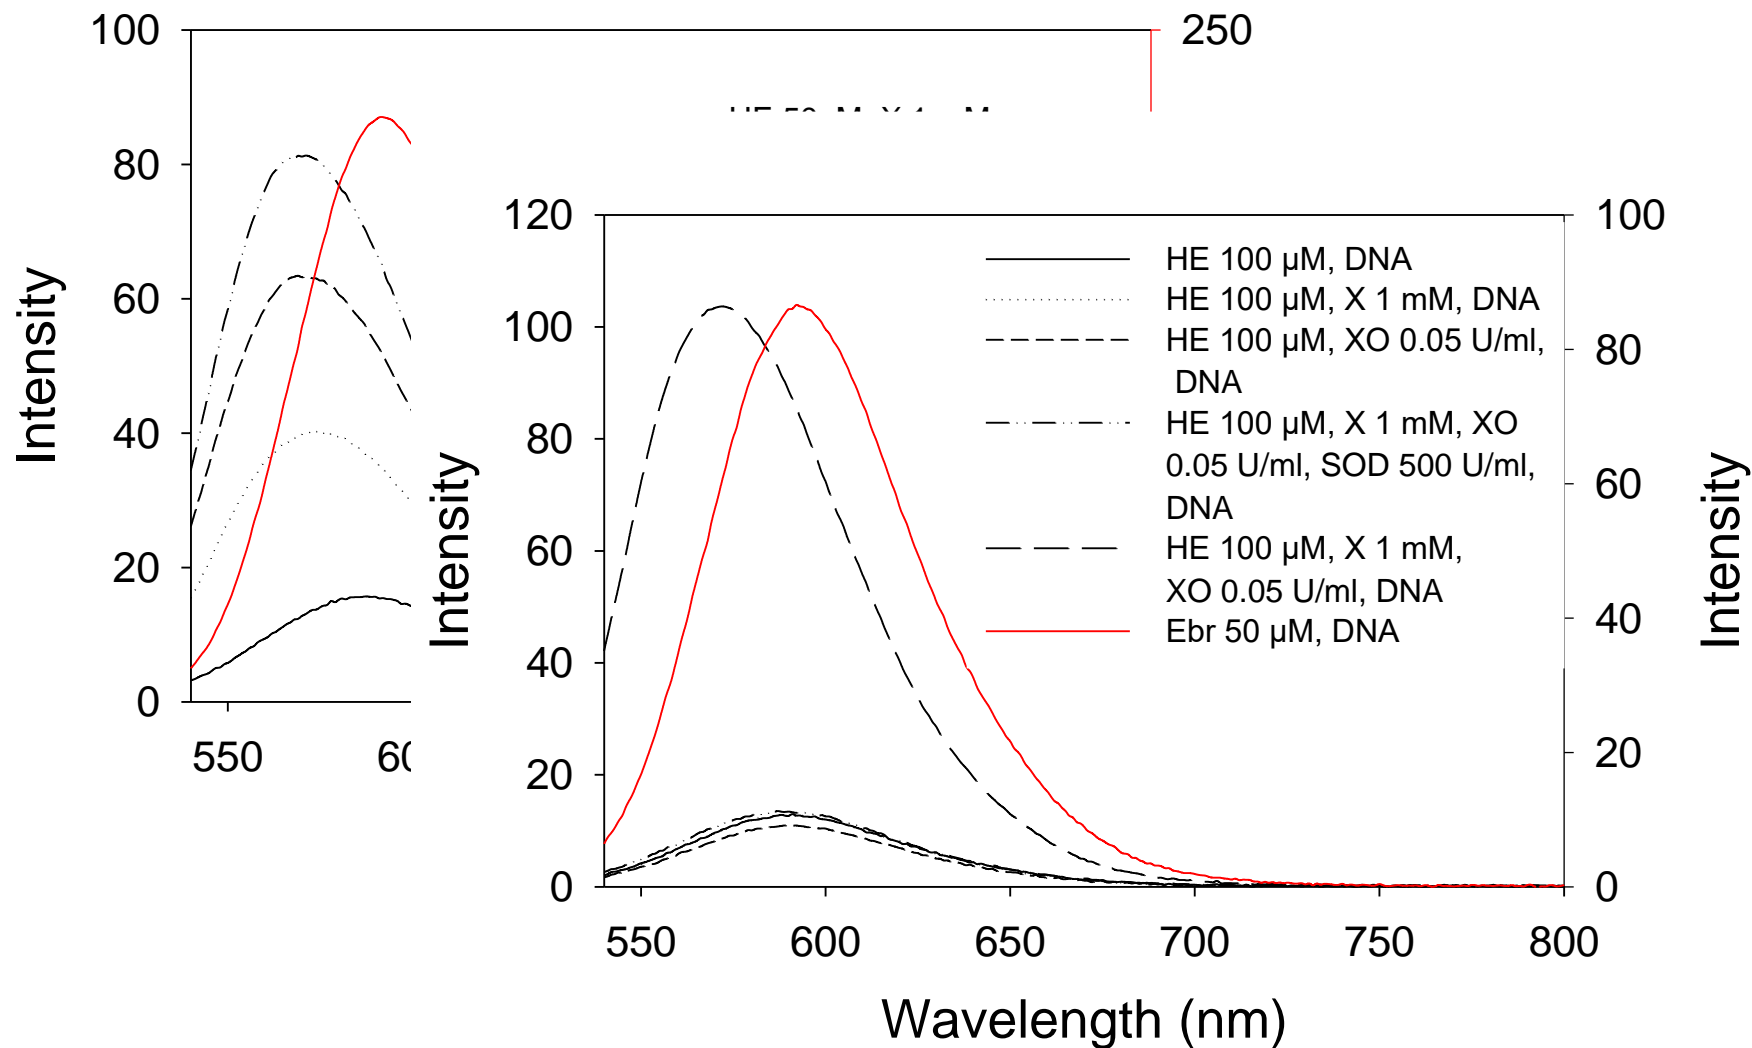 100
250
80
60
40
20
0
Intensity
550
120
100
80
60
40
20
0
Intensity
HE 100 µM, DNA
HE 100 µM, X 1 mM, DNA
HE 100 µM, XO 0.05 U/ml,
DNA
HE 100 µM, X 1 mM, XO
0.05 U/ml, SOD 500 U/ml,
DNA
HE 100 µM, X 1 mM,
XO 0.05 U/ml, DNA
Ebr 50 µM, DNA
100
80
60
40
20
0
Intensity
550 600 650 700 750 800
Wavelength (nm)